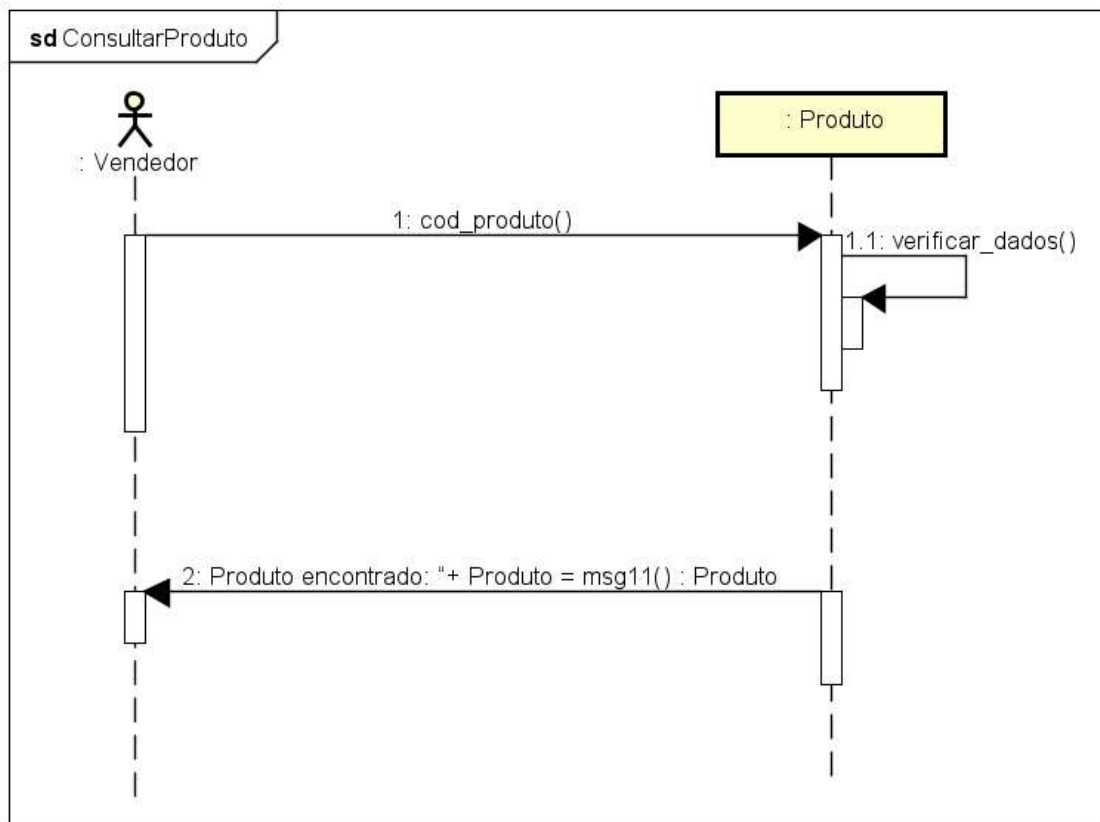 sd ConsultarProduto
: Vendedor
: Produto
1: cod_produto()
1.1: verificar_dados()
2: Produto encontrado: "+ Produto = msg11() : Produto